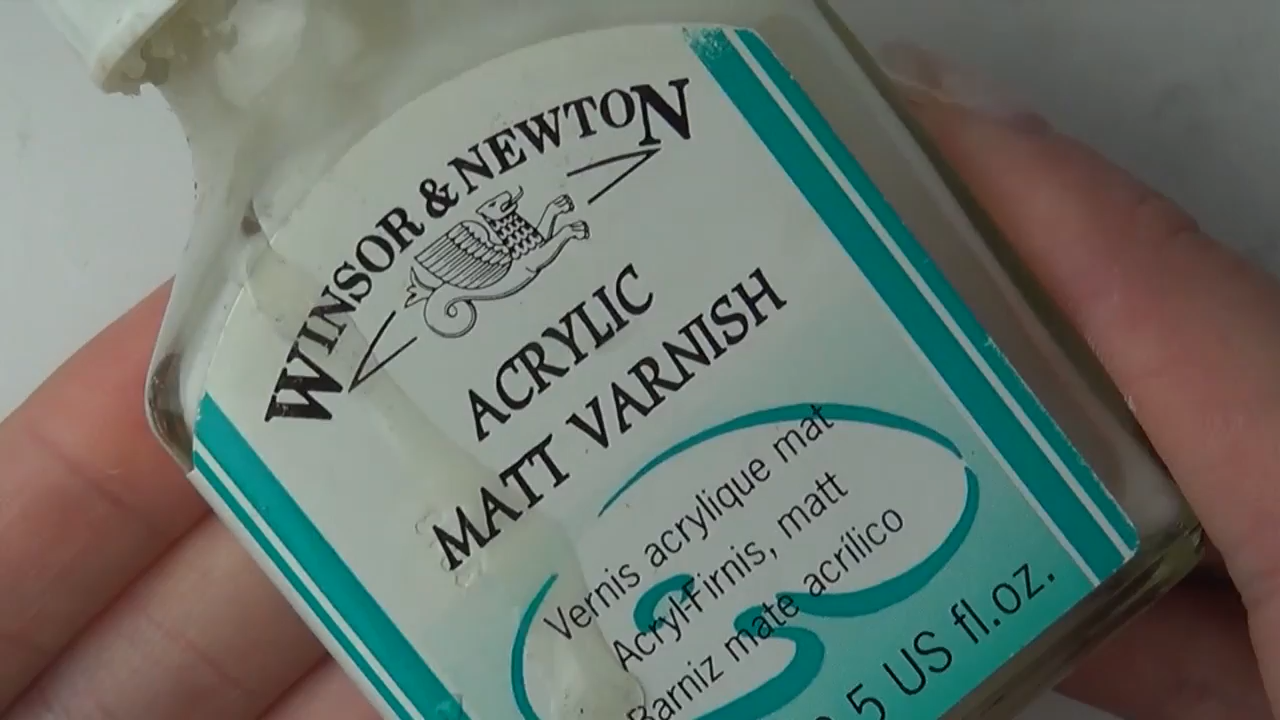 WINSOR & NEWTON
ACRYLIC
MATT VARNISH
Vernis acrylique mat
Acryl-Firnis, matt
Barniz mate acrílico
5 US fl.oz.